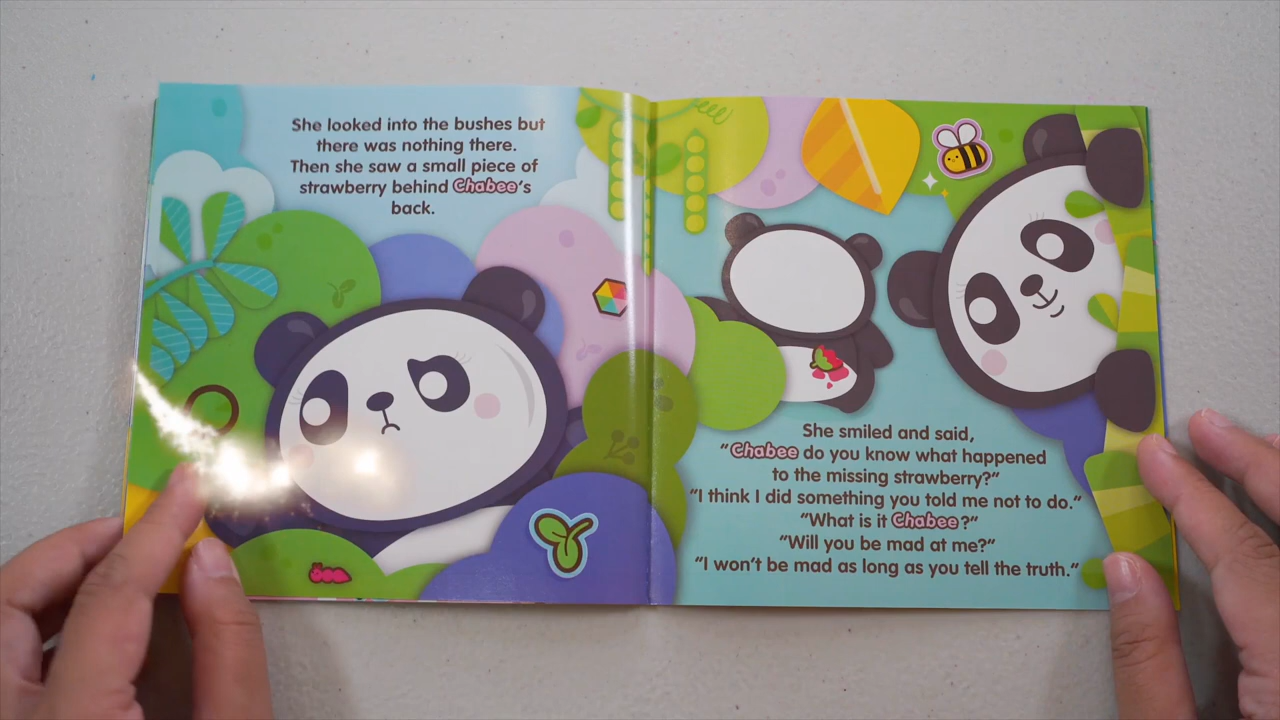 She looked into the bushes but
there was nothing there.
Then she saw a small piece of
strawberry behind Chabee's
back.
She smiled and said,
"Chabee do you know what happened
to the missing strawberry?"
"I think I did something you told me not to do."
"What is it Chabee?"
"Will you be mad at me?"
"I won't be mad as long as you tell the truth."